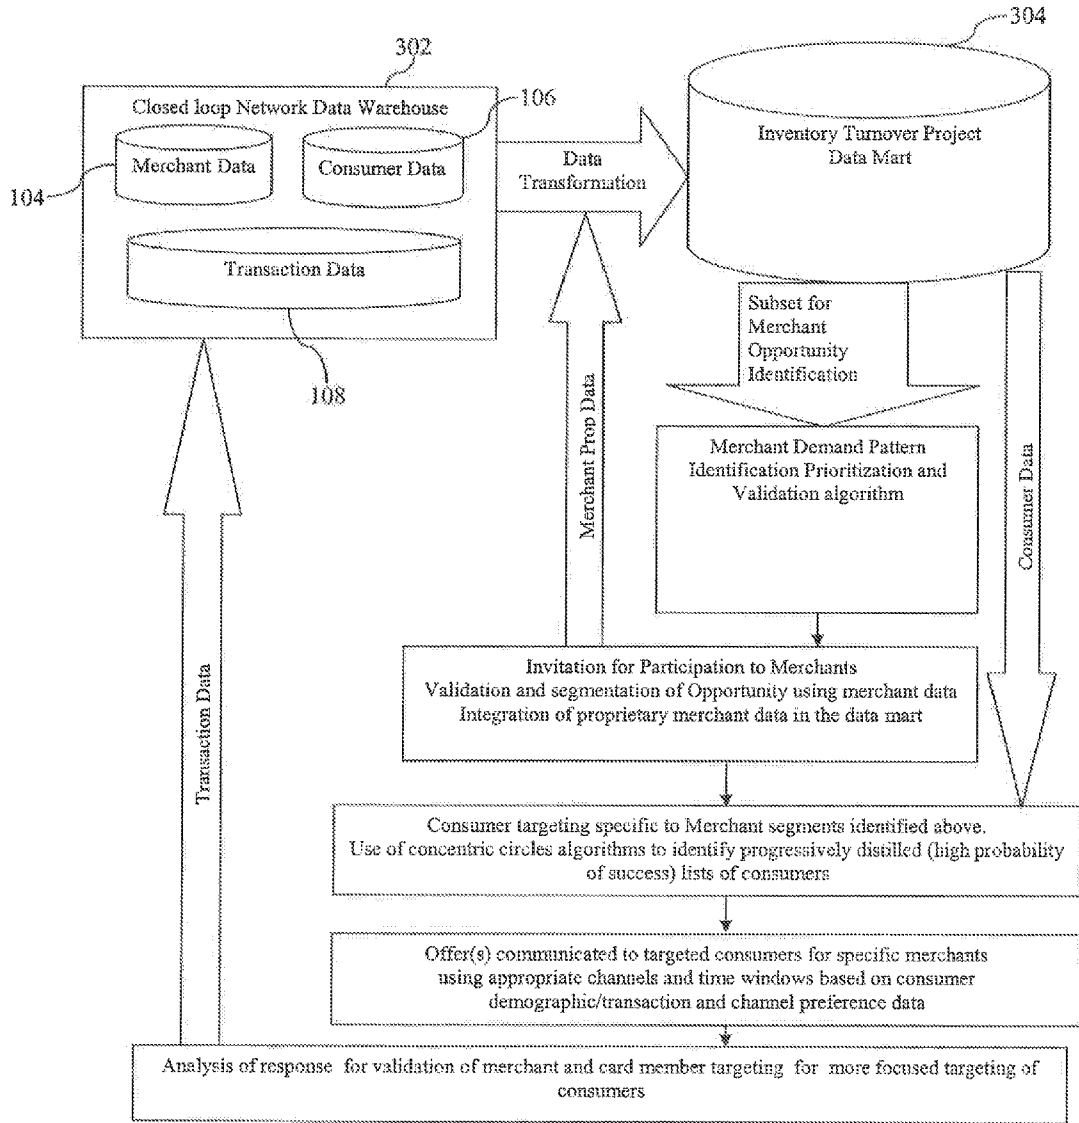 302
304
Closed loop Network Data Warehouse
106
Merchant Data
Consumer Data
104
Transaction Data
108
Data
Transformation
Inventory Turnover Project
Data Mart
Subset for
Merchant
Opportunity
Identification
Merchant Prop Data
Consumer Data
Transaction Data
Merchant Demand Pattern
Identification Prioritization and
Validation algorithm
Invitation for Participation to Merchants
Validation and segmentation of Opportunity using merchant data
Integration of proprietary merchant data in the data mart
Consumer targeting specific to Merchant segments identified above.
Use of concentric circles algorithms to identify progressively distilled (high probability
of success) lists of consumers
Offer(s) communicated to targeted consumers for specific merchants
using appropriate channels and time windows based on consumer
demographic/transaction and channel preference data
Analysis of response for validation of merchant and card member targeting for more focused targeting of
consumers